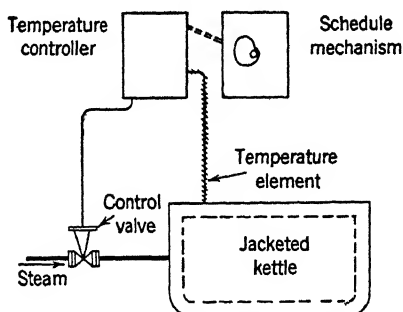 Temperature
controller
Schedule
mechanism
Temperature
element
Control
valve
Jacketed
kettle
Steam